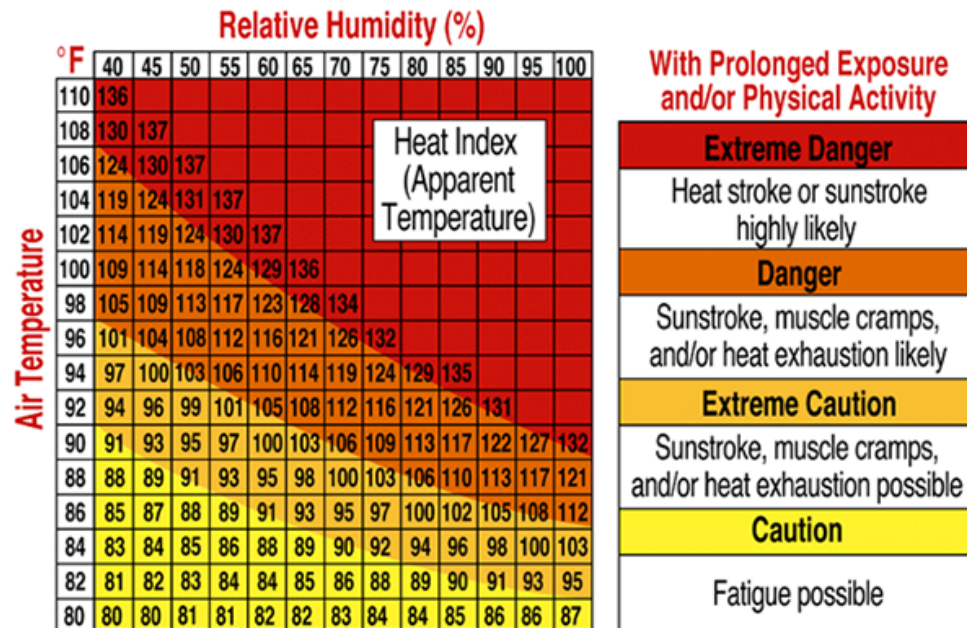 Relative Humidity (%)
°F 40 45 50 55 60 65 70 75 80 85 90 95 100
110 136
108 130 137
106 124 130 137
104 119 124 131 137
102 114 119 124 130 137
100 109 114 118 124 129 136
98 105 109 113 117 123 128 134
96 101 104 108 112 116 121 126 132
94 97 100 103 106 110 114 119 124 129 135
92 94 96 99 101 105 108 112 116 121 126 131
90 91 93 95 97 100 103 106 109 113 117 122 127 132
88 88 89 91 93 95 98 100 103 106 110 113 117 121
86 85 87 88 89 91 93 95 97 100 102 105 108 112
84 83 84 85 86 88 89 90 92 94 96 98 100 103
82 81 82 83 84 84 85 86 88 89 90 91 93 95
80 80 80 81 81 82 82 83 84 84 85 86 86 87
Air Temperature
Heat Index
(Apparent
Temperature)
With Prolonged Exposure
and/or Physical Activity
Extreme Danger
Heat stroke or sunstroke
highly likely
Danger
Sunstroke, muscle cramps,
and/or heat exhaustion likely
Extreme Caution
Sunstroke, muscle cramps,
and/or heat exhaustion possible
Caution
Fatigue possible